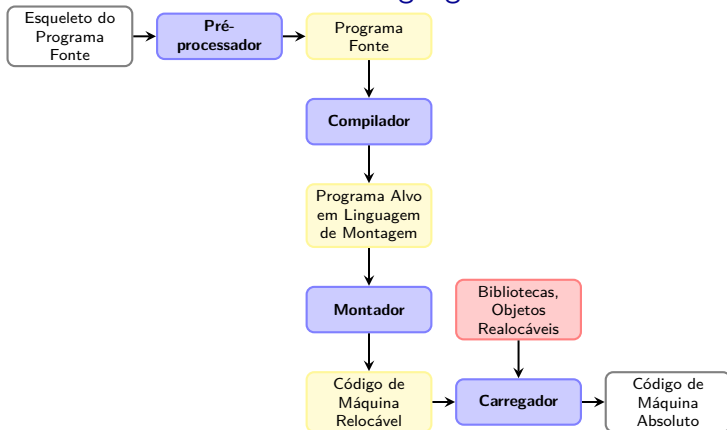 Esqueleto do
Programa
Fonte
Pré-
processador
Programa
Fonte
Compilador
Programa Alvo
em Linguagem
de Montagem
Montador
Bibliotecas,
Objetos
Realocáveis
Código de
Máquina
Relocável
Carregador
Código de
Máquina
Absoluto